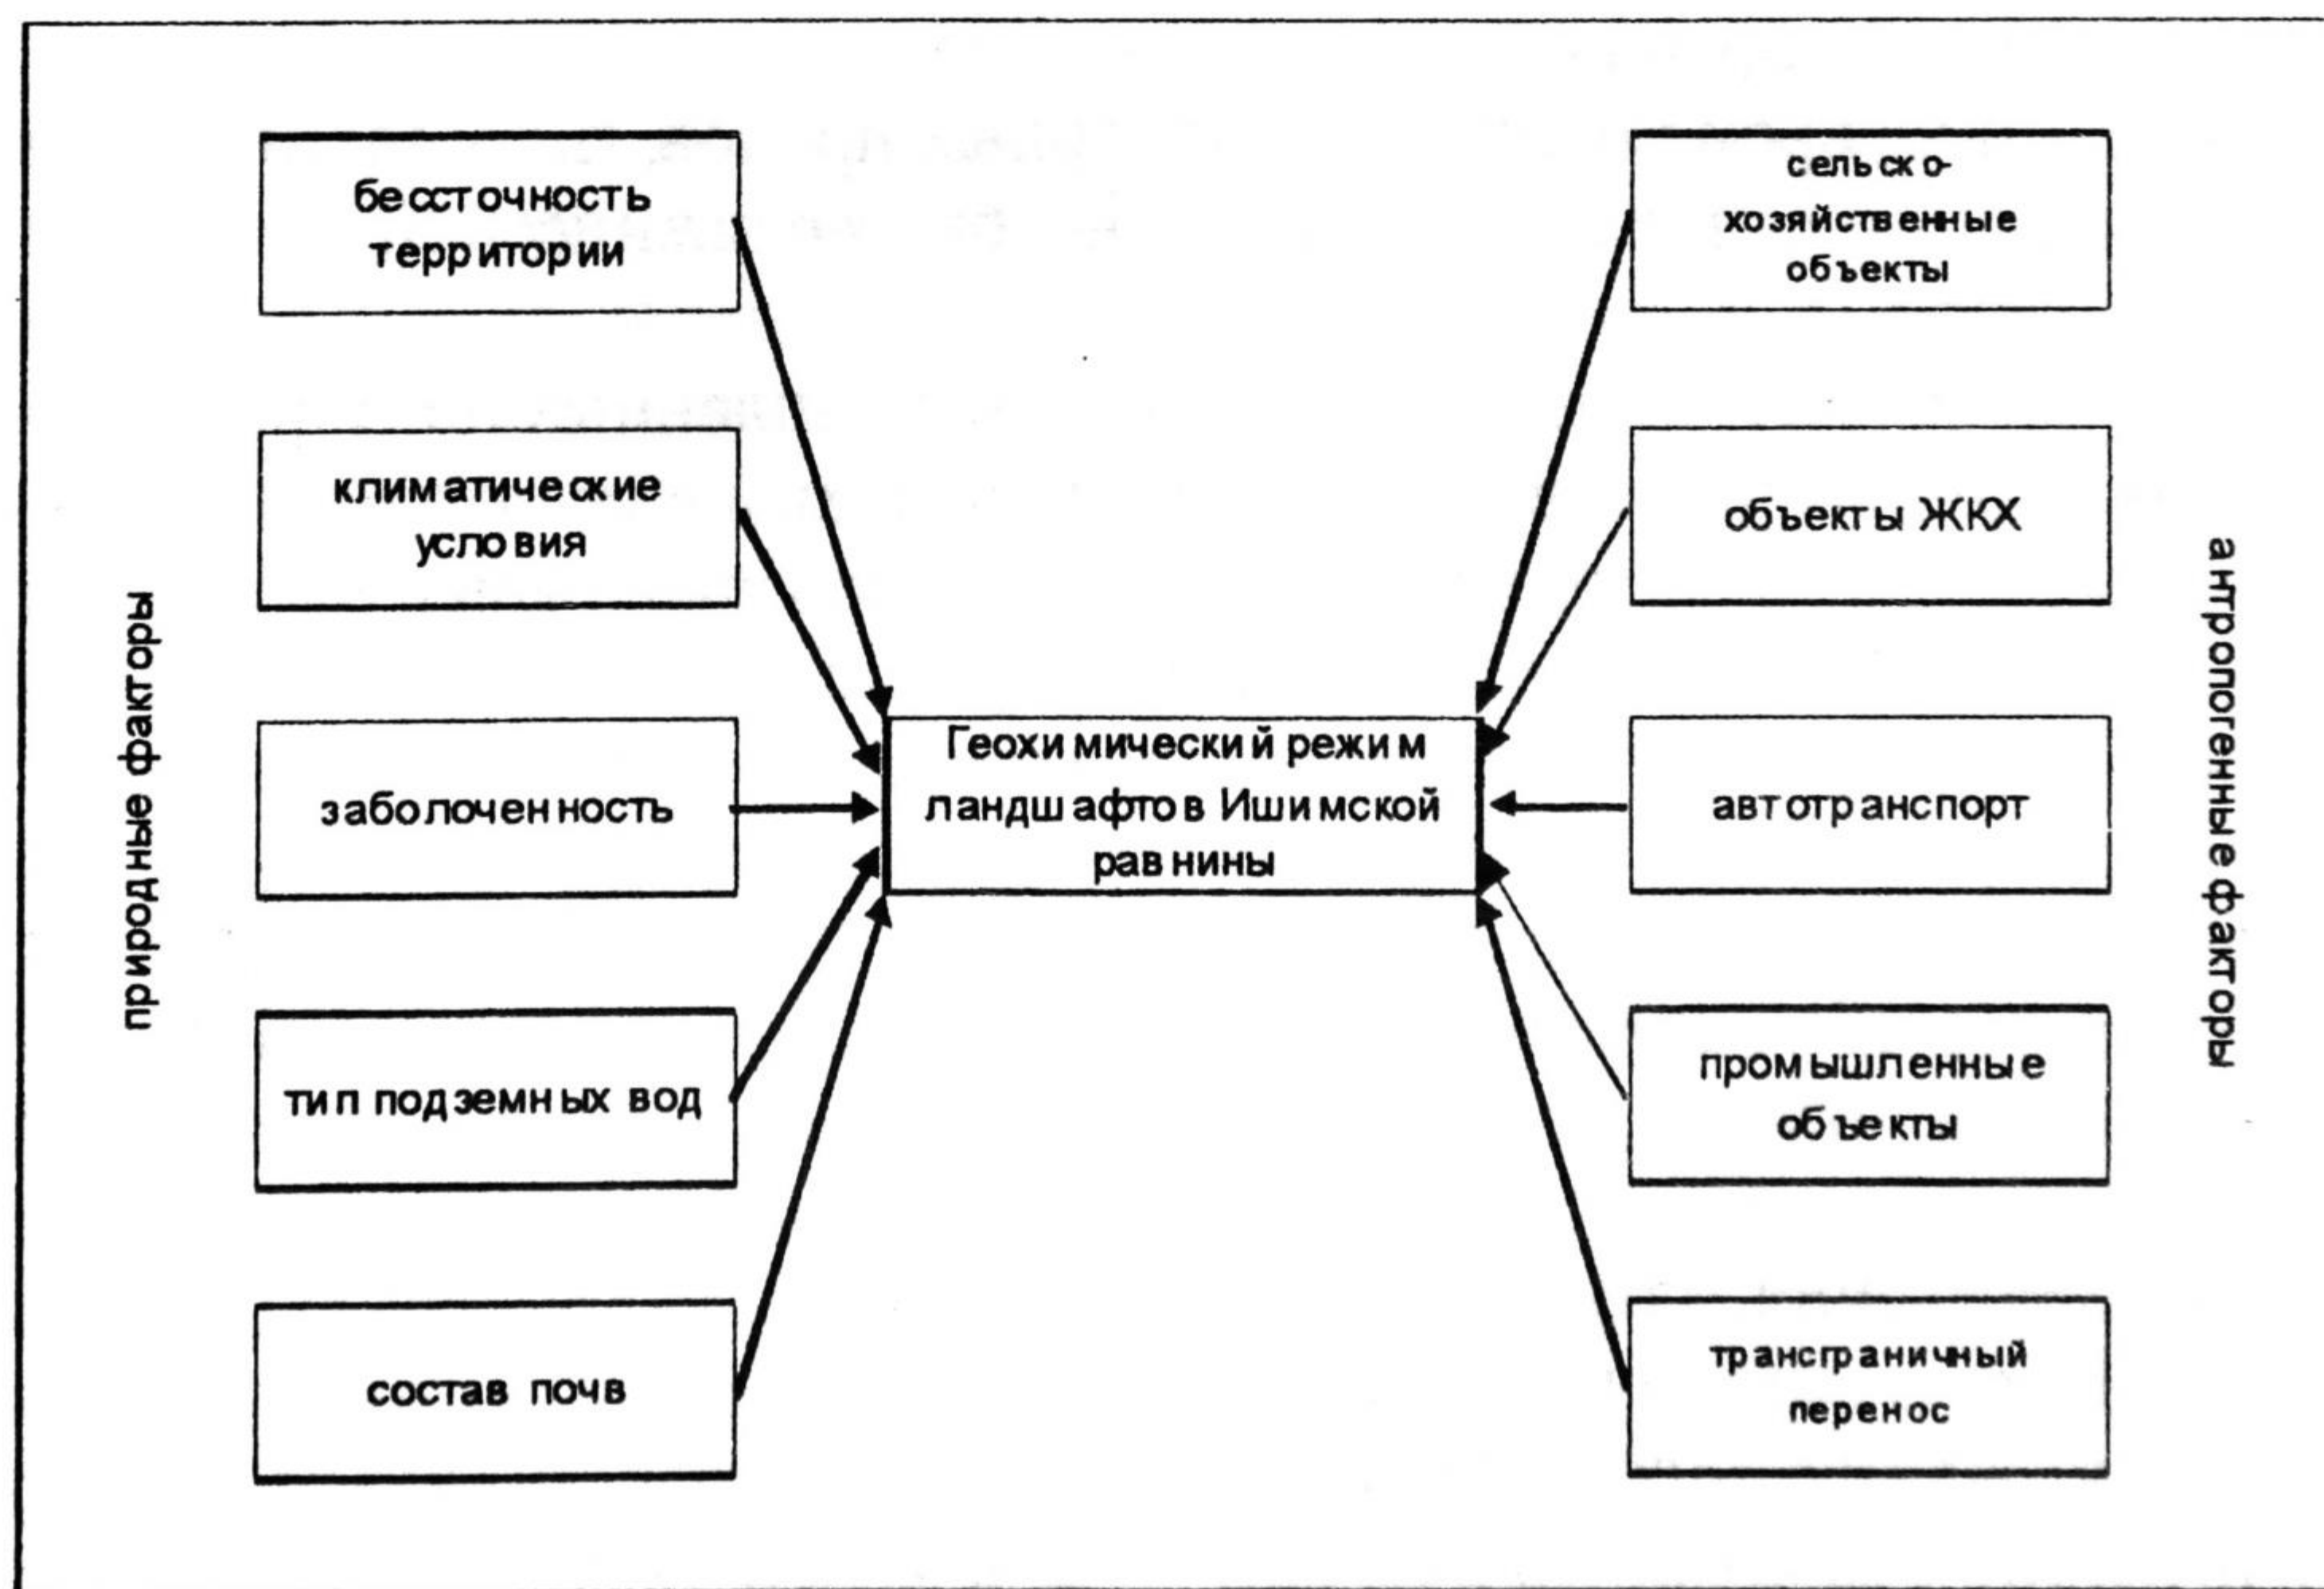 природные факторы
бессточность
территории
климатические
условия
заболоченность
тип подземных вод
состав почв
Геохимический режим
ландшафтов Ишимской
равнины
сельско-
хозяйственные
объекты
объекты ЖКХ
автотранспорт
промышленные
объекты
трансграничный
перенос
антропогенные факторы